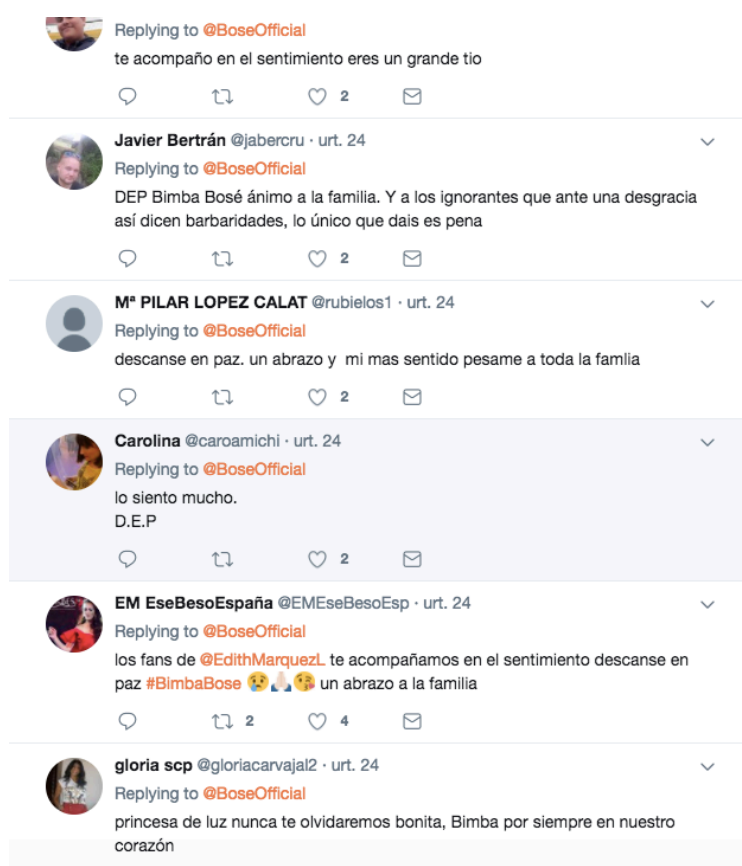 Replying to @BoseOfficial
te acompaño en el sentimiento eres un grande tio
2
Javier Bertrán @jabercru · urt. 24
Replying to @BoseOfficial
DEP Bimba Bosé ánimo a la familia. Y a los ignorantes que ante una desgracia
así dicen barbaridades, lo único que dais es pena
2
Mª PILAR LOPEZ CALAT @rubielos1 · urt. 24
Replying to @BoseOfficial
descanse en paz. un abrazo y mi mas sentido pesame a toda la famlia
2
Carolina @caroamichi · urt. 24
Replying to @BoseOfficial
lo siento mucho.
D.E.P
2
EM EseBesoEspaña @EMEseBesoEsp · urt. 24
Replying to @BoseOfficial
los fans de @EdithMarquezL te acompañamos en el sentimiento descanse en
paz #BimbaBose 😢🙏🏻😘 un abrazo a la familia
2 4
gloria scp @gloriacarvajal2 · urt. 24
Replying to @BoseOfficial
princesa de luz nunca te olvidaremos bonita, Bimba por siempre en nuestro
corazón